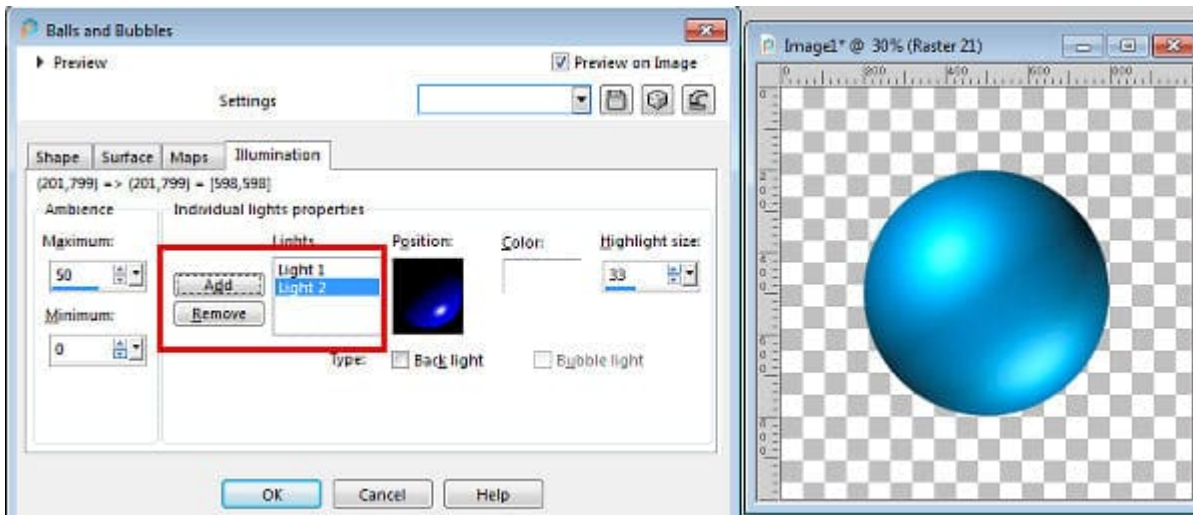 Balls and Bubbles
Preview
Preview on Image
Settings
Shape Surface Maps Illumination
(201,799) => (201,799) = [598,598]
Ambience
Individual lights properties
Maximum:
Lights
Position:
Color:
Highlight size:
50
Add
Light 1
33
Light 2
Minimum:
Remove
0
Type:
Back light
Bubble light
OK
Cancel
Help
Image1* @ 30% (Raster 21)